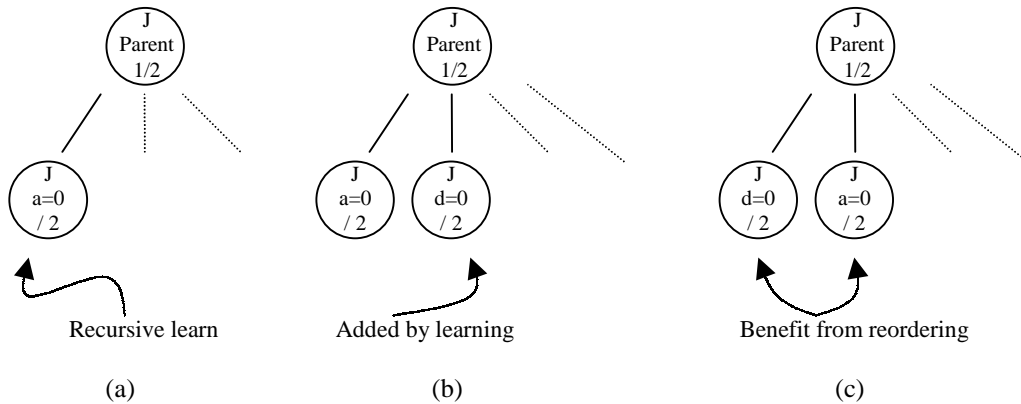 J
Parent
1/2
J
a=0
/ 2
Recursive learn
(a)
J
Parent
1/2
J
a=0
/ 2
J
d=0
/ 2
Added by learning
(b)
J
Parent
1/2
J
d=0
/ 2
J
a=0
/ 2
Benefit from reordering
(c)